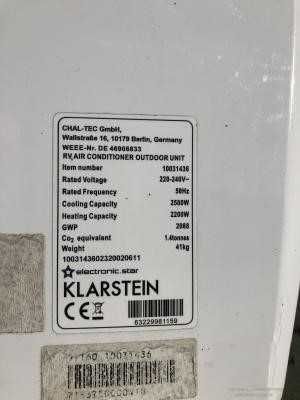 CHAL-TEC GmbH,
Wallstraße 16, 10179 Berlin, Germany
WEEE-Nr. DE 46966833
RV AIR CONDITIONER OUTDOOR UNIT
Item number 10031436
Rated Voltage 220-240V~
Rated Frequency 50Hz
Cooling Capacity 2500W
Heating Capacity 2200W
GWP 2088
Co2 equivalent 1.4tonnes
Weight 41kg
1003143602320020611
electronic.star
KLARSTEIN
CE
63229981159
10031436